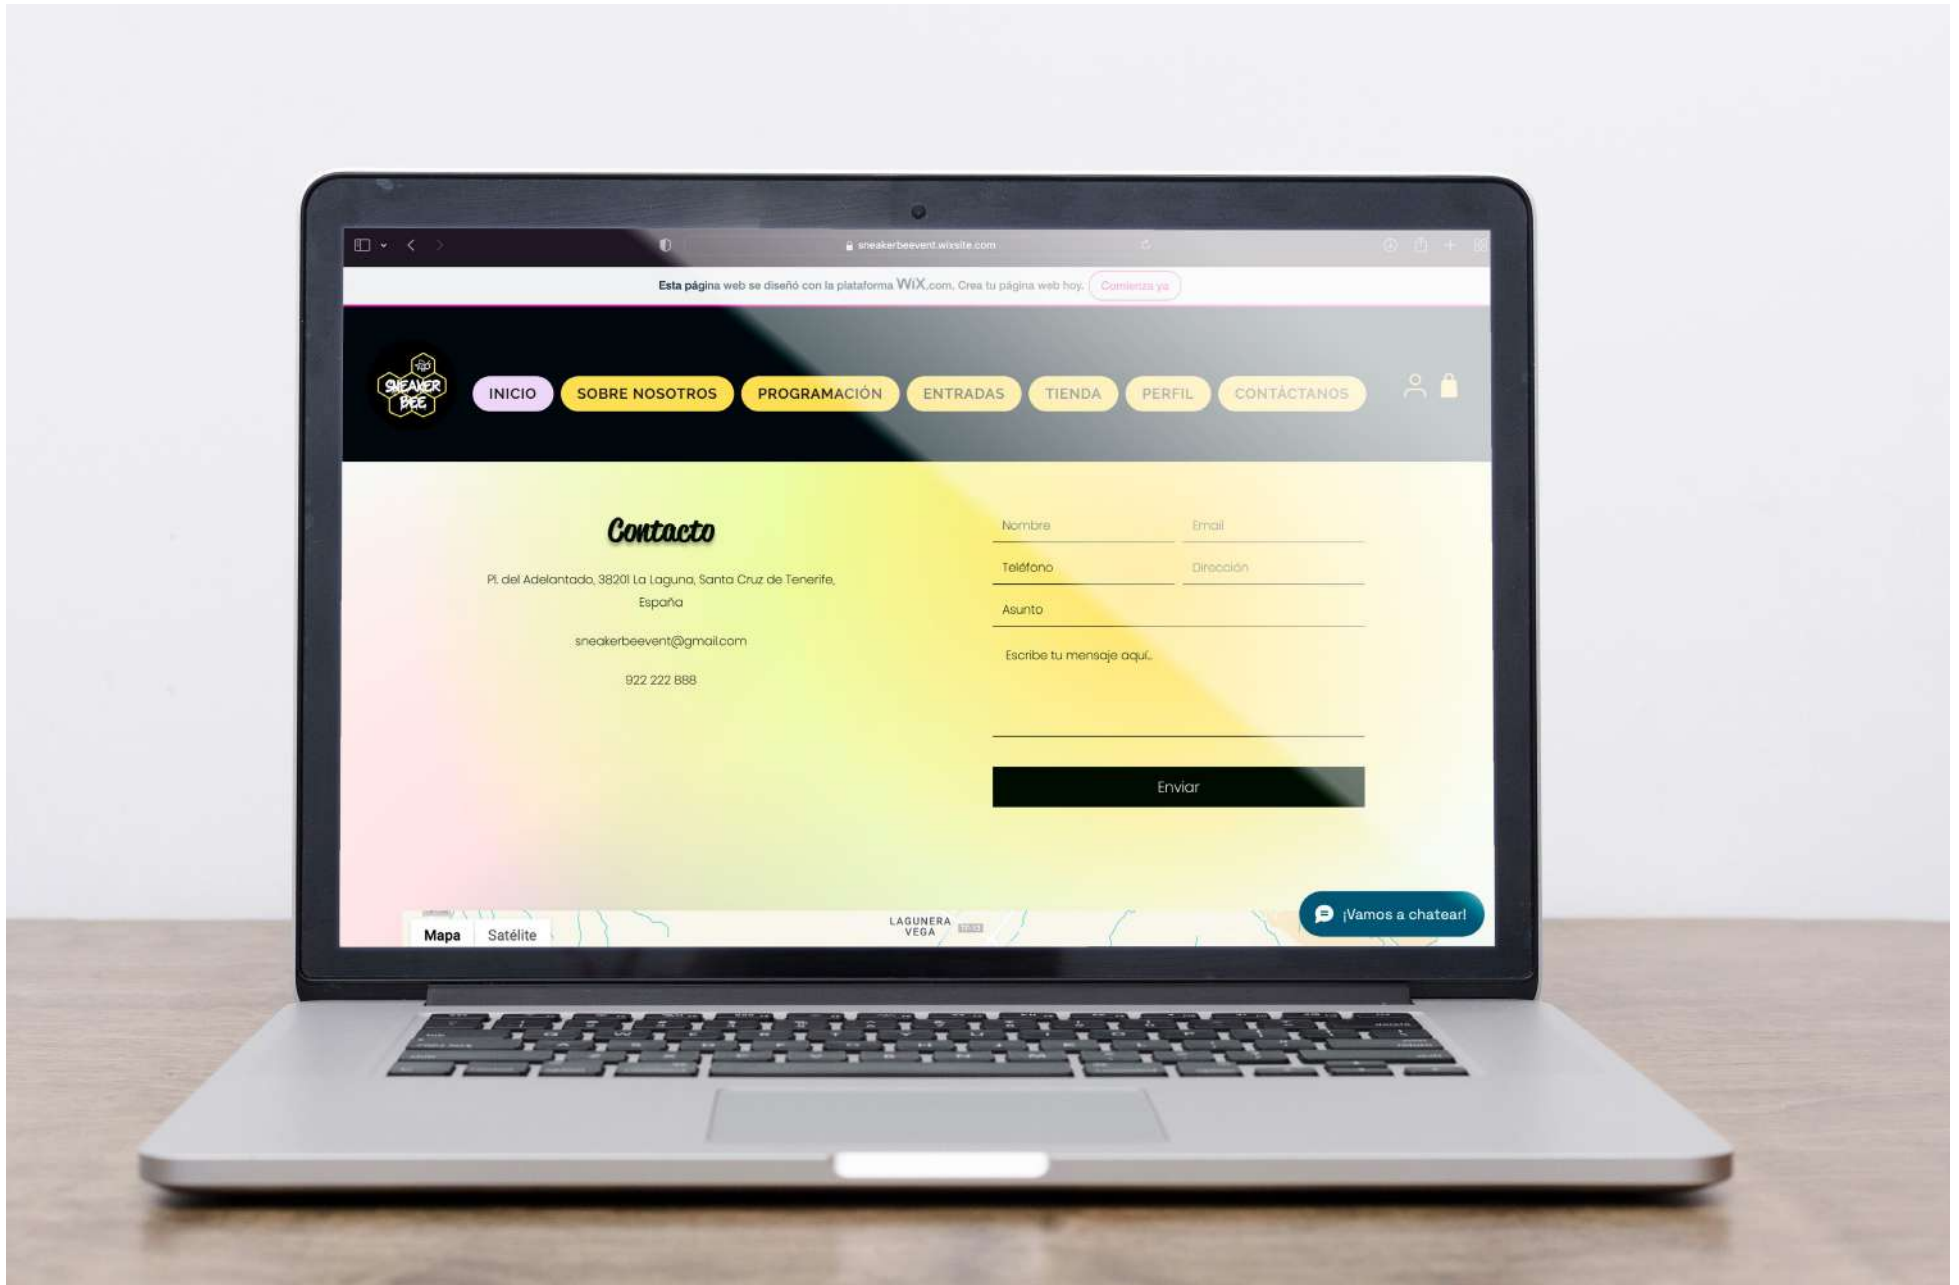 sneakerbeevent.wixsite.com
Esta página web se diseñó con la plataforma WiX.com. Crea tu página web hoy. Comienza ya
SNEAKER
BEE
INICIO SOBRE NOSOTROS PROGRAMACIÓN ENTRADAS TIENDA PERFIL CONTÁCTANOS
Contacto
Pl. del Adelantado, 38201 La Laguna, Santa Cruz de Tenerife,
España
sneakerbeevent@gmail.com
922 222 888
Nombre Email
Teléfono Dirección
Asunto
Escribe tu mensaje aquí...
Enviar
Mapa Satélite
LAGUNERA
VEGA
¡Vamos a chatear!